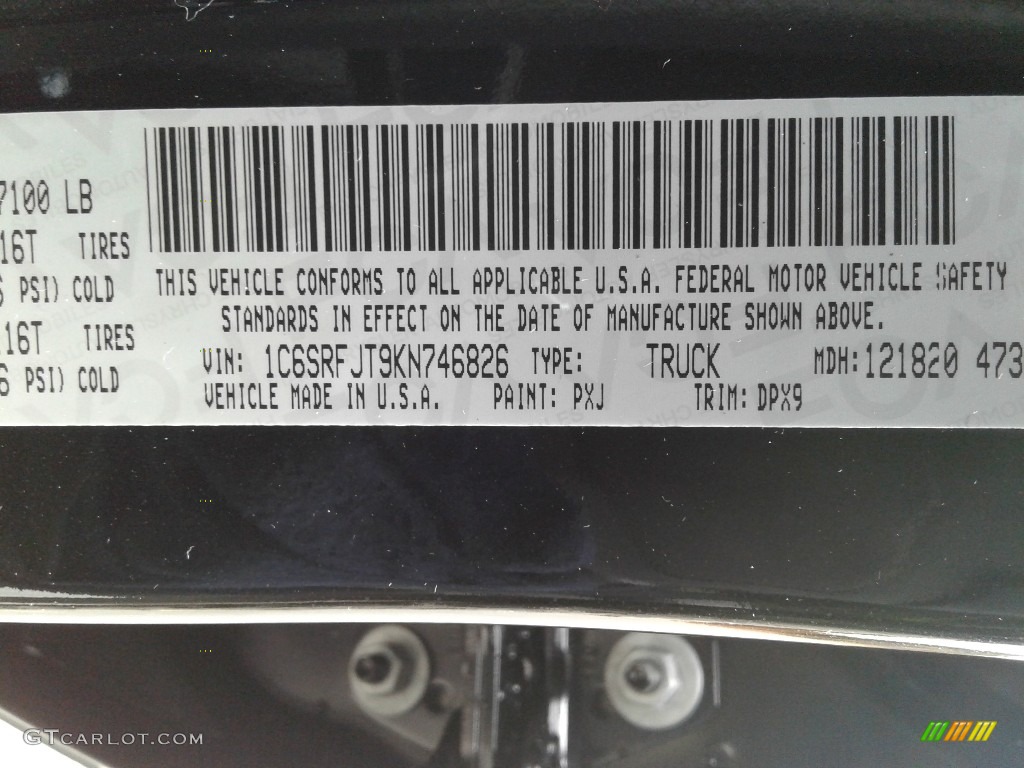 7100 LB
16T TIRES
PSI) COLD
16T TIRES
PSI) COLD
THIS VEHICLE CONFORMS TO ALL APPLICABLE U.S.A. FEDERAL MOTOR VEHICLE SAFETY
STANDARDS IN EFFECT ON THE DATE OF MANUFACTURE SHOWN ABOVE.
VIN: 1C6SRFJT9KN746826 TYPE: TRUCK MDH: 121820 473
VEHICLE MADE IN U.S.A. PAINT: PXJ TRIM: DPX9
GTCARLOT.COM